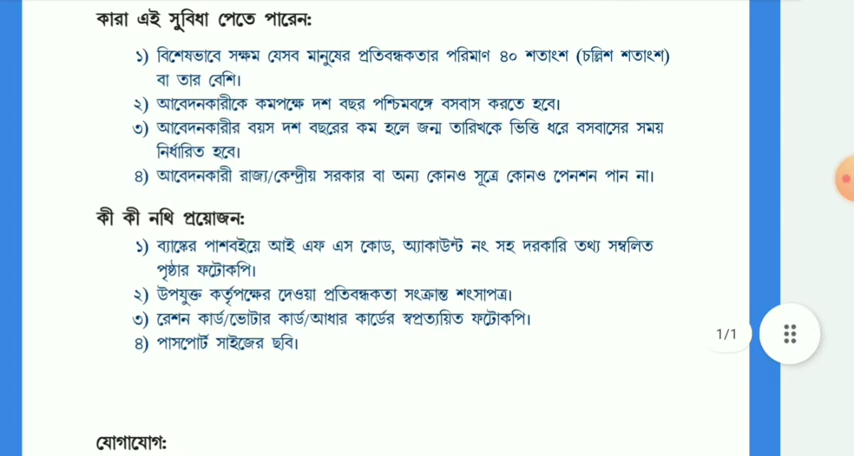 কারা এই সুবিধা পেতে পারেন:
১) বিশেষভাবে সক্ষম যেসব মানুষের প্রতিবন্ধকতার পরিমাণ ৪০ শতাংশ (চল্লিশ শতাংশ)
বা তার বেশি।
২) আবেদনকারীকে কমপক্ষে দশ বছর পশ্চিমবঙ্গে বসবাস করতে হবে।
৩) আবেদনকারীর বয়স দশ বছরের কম হলে জন্ম তারিখকে ভিত্তি ধরে বসবাসের সময়
নির্ধারিত হবে।
৪) আবেদনকারী রাজ্য/কেন্দ্রীয় সরকার বা অন্য কোনও সূত্রে কোনও পেনশন পান না।
কী কী নথি প্রয়োজন:
১) ব্যাঙ্কের পাশবইয়ে আই এফ এস কোড, অ্যাকাউন্ট নং সহ দরকারি তথ্য সম্বলিত
পৃষ্ঠার ফটোকপি।
২) উপযুক্ত কর্তৃপক্ষের দেওয়া প্রতিবন্ধকতা সংক্রান্ত শংসাপত্র।
৩) রেশন কার্ড/ভোটার কার্ড/আধার কার্ডের স্বপ্রত্যয়িত ফটোকপি।
1/1
৪) পাসপোর্ট সাইজের ছবি।
যোগাযোগ: